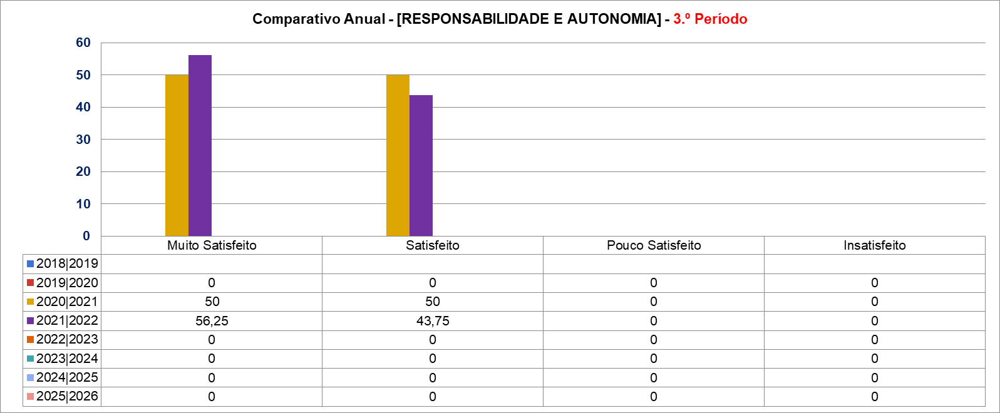 Comparativo Anual - [RESPONSABILIDADE E AUTONOMIA] - 3.º Período
60
50
40
30
20
10
0
Muito Satisfeito Satisfeito Pouco Satisfeito Insatisfeito
2018|2019
2019|2020 0 0 0 0
2020|2021 50 50 0 0
2021|2022 56,25 43,75 0 0
2022|2023 0 0 0 0
2023|2024 0 0 0 0
2024|2025 0 0 0 0
2025|2026 0 0 0 0